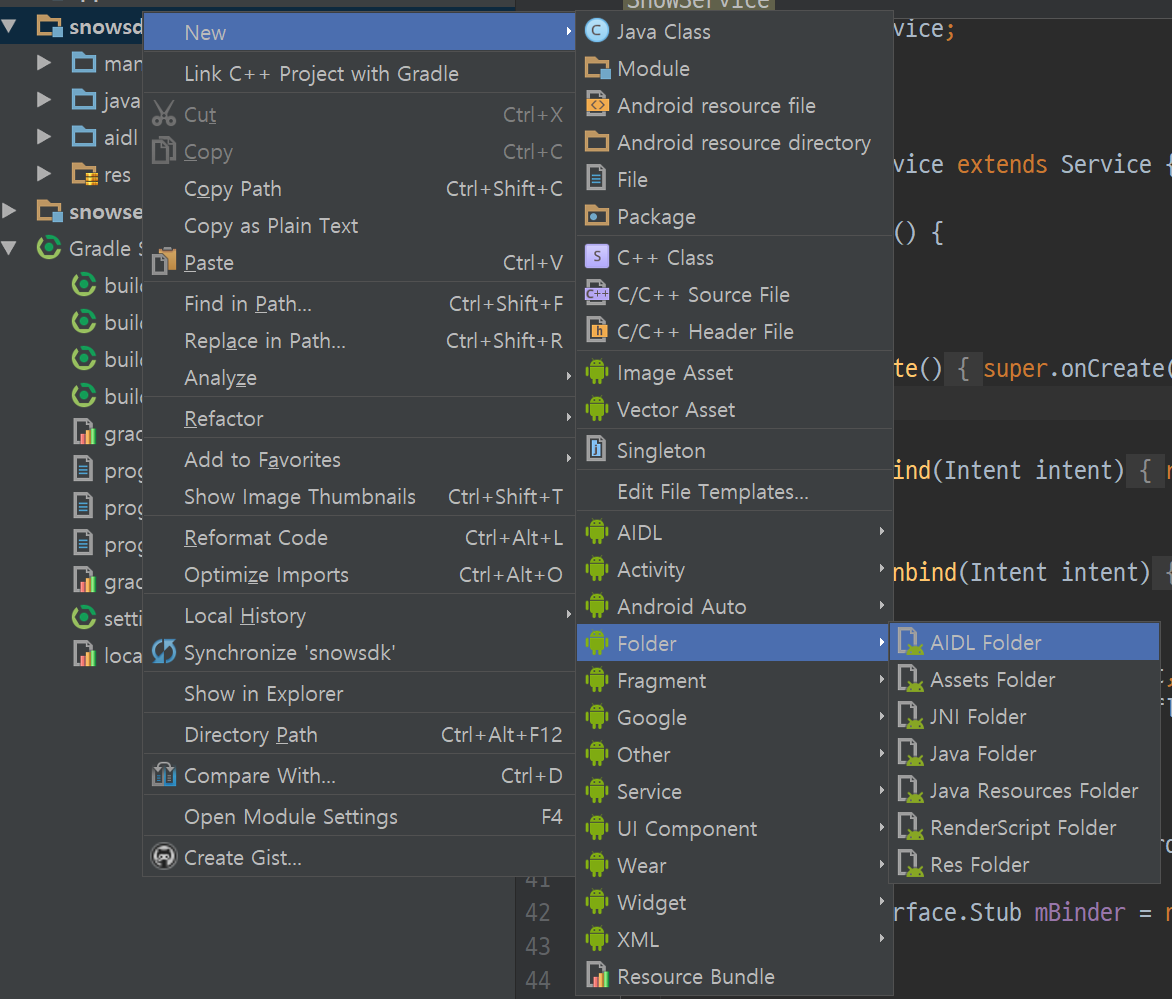 snowsd
man
java
aidl
res
snowse
Gradle S
build
build
build
build
grad
prog
prog
prog
grad
setti
loca
New
Link C++ Project with Gradle
Cut Ctrl+X
Copy Ctrl+C
Copy Path Ctrl+Shift+C
Copy as Plain Text
Paste Ctrl+V
Find in Path... Ctrl+Shift+F
Replace in Path... Ctrl+Shift+R
Analyze
Refactor
Add to Favorites
Show Image Thumbnails Ctrl+Shift+T
Reformat Code Ctrl+Alt+L
Optimize Imports Ctrl+Alt+O
Local History
Synchronize 'snowsdk'
Show in Explorer
Directory Path Ctrl+Alt+F12
Compare With... Ctrl+D
Open Module Settings F4
Create Gist...
Java Class
Module
Android resource file
Android resource directory
File
Package
C++ Class
C/C++ Source File
C/C++ Header File
Image Asset
Vector Asset
Singleton
Edit File Templates...
AIDL
Activity
Android Auto
Folder
Fragment
Google
Other
Service
UI Component
Wear
Widget
XML
Resource Bundle
AIDL Folder
Assets Folder
JNI Folder
Java Folder
Java Resources Folder
RenderScript Folder
Res Folder
SnowService
vice;
vice extends Service {
() {
te() { super.onCreate(
ind(Intent intent) { r
nbind(Intent intent) {
41
42 rface.Stub mBinder = n
43
44